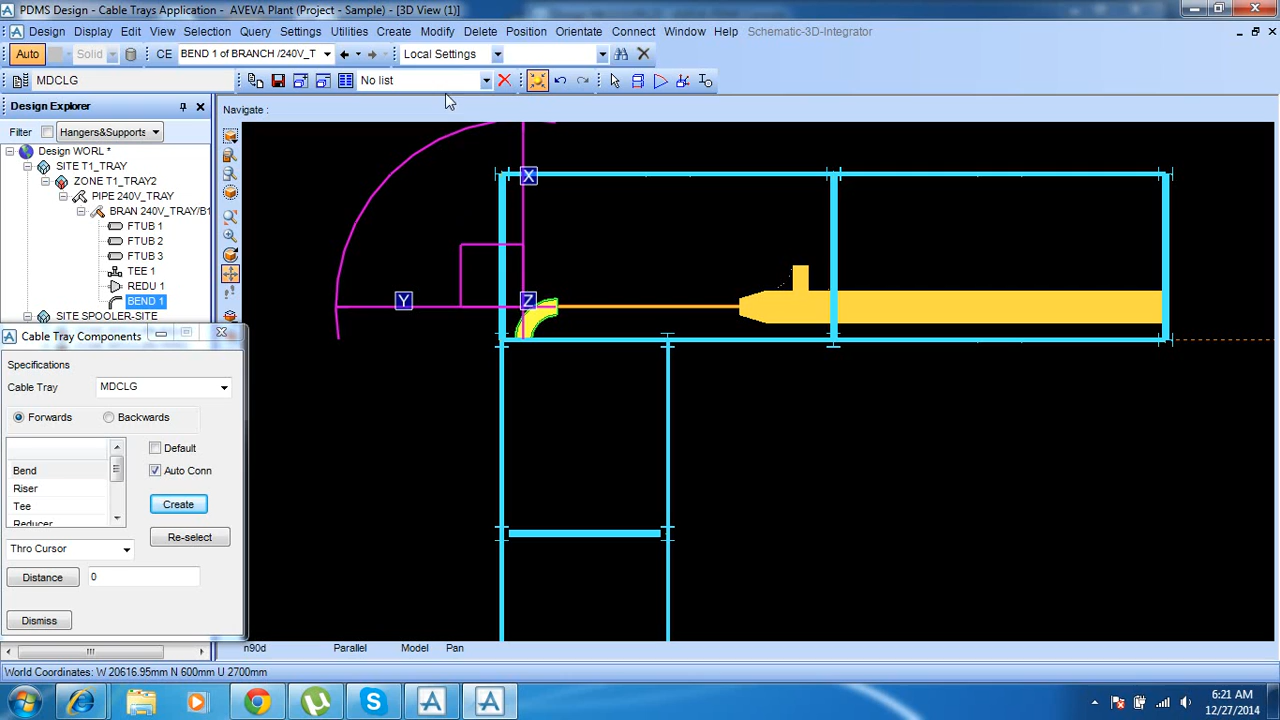 PDMS Design - Cable Trays Application - AVEVA Plant (Project - Sample) - [3D View (1)]
Design Display Edit View Selection Query Settings Utilities Create Modify Delete Position Orientate Connect Window Help Schematic-3D-Integrator
Auto Solid CE BEND 1 of BRANCH /240V_T Local Settings
MDCLG No list
Design Explorer
Navigate :
Filter Hangers&Supports
Design WORL *
SITE T1_TRAY
ZONE T1_TRAY2
PIPE 240V_TRAY
BRAN 240V_TRAY/B1
FTUB 1
FTUB 2
FTUB 3
TEE 1
REDU 1
BEND 1
SITE SPOOLER-SITE
X
Y
Z
Cable Tray Components
Specifications
Cable Tray MDCLG
Forwards Backwards
Default
Bend
Auto Conn
Riser
Tee
Create
Reducer
Re-select
Thro Cursor
Distance 0
Dismiss
n90d Parallel Model Pan
World Coordinates: W 20616.95mm N 600mm U 2700mm
6:21 AM
12/27/2014